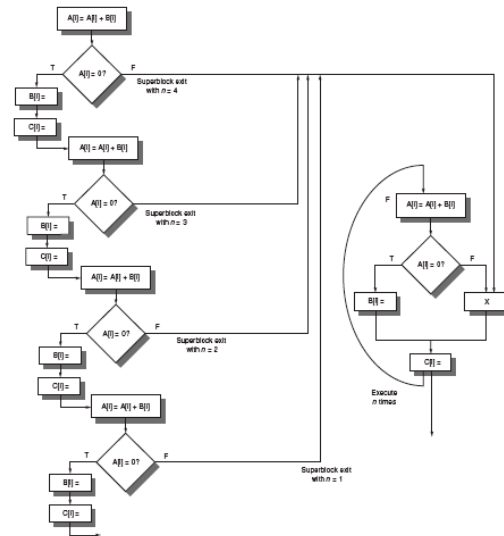 A[i] = A[i] + B[i]
A[i] = 0?
T
F
Superblock exit
with n = 4
B[i] =
C[i] =
A[i] = A[i] + B[i]
A[i] = 0?
T
F
Superblock exit
with n = 3
B[i] =
C[i] =
A[i] = A[i] + B[i]
A[i] = 0?
T
F
Superblock exit
with n = 2
B[i] =
C[i] =
A[i] = A[i] + B[i]
A[i] = 0?
T
F
Superblock exit
with n = 1
B[i] =
C[i] =
F
A[i] = A[i] + B[i]
A[i] = 0?
T
F
B[i] =
X
C[i] =
Execute
n times